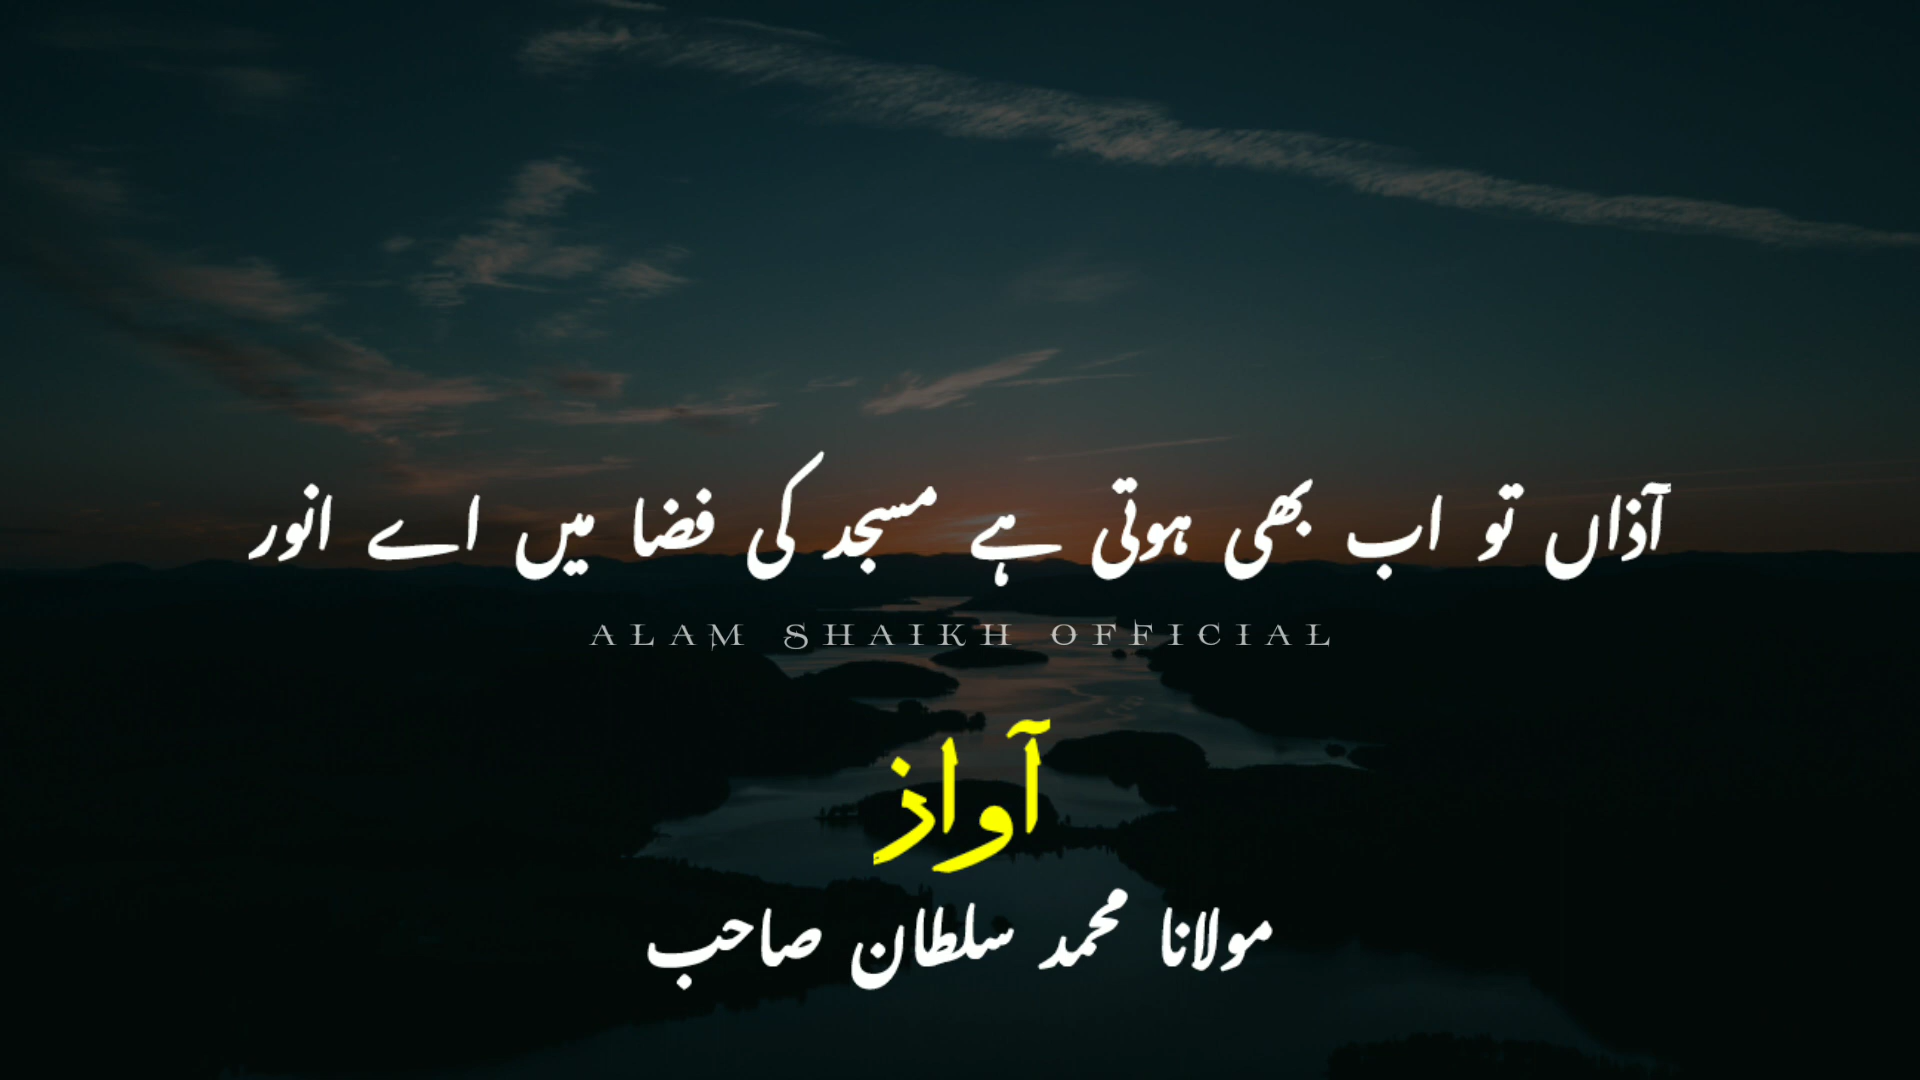 آذاں تو اب بھی ہوتی ہے مسجد کی فضا میں اے انور
ALAM SHAIKH OFFICIAL
آواز
مولانا محمد سلطان صاحب